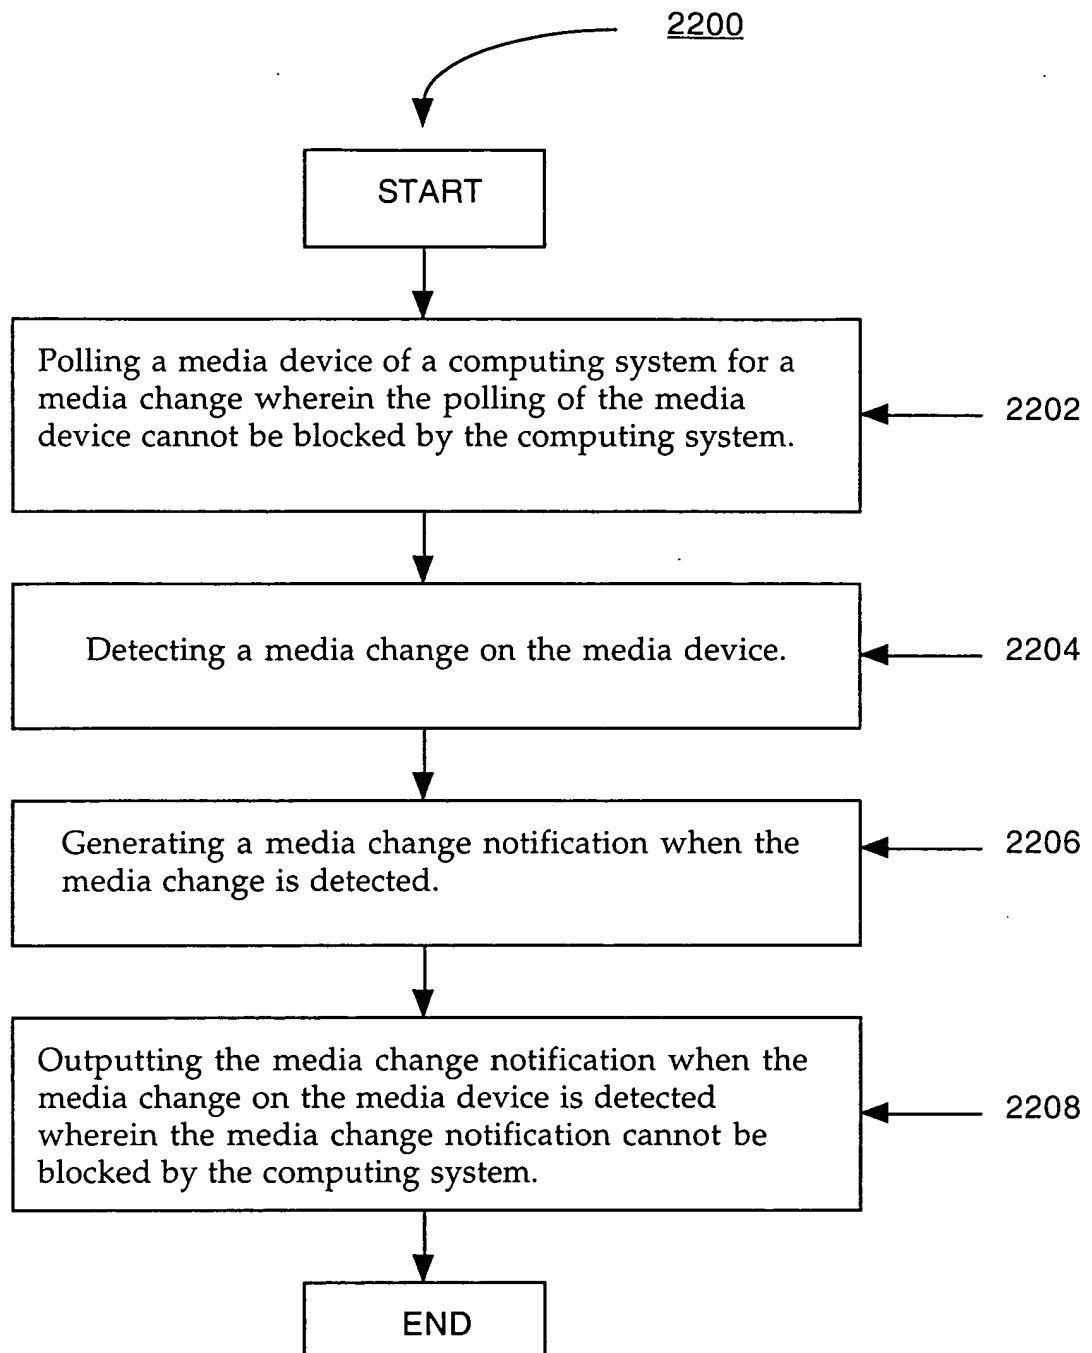 2200
START
Polling a media device of a computing system for a
media change wherein the polling of the media
device cannot be blocked by the computing system.
2202
Detecting a media change on the media device.
2204
Generating a media change notification when the
media change is detected.
2206
Outputting the media change notification when the
media change on the media device is detected
wherein the media change notification cannot be
blocked by the computing system.
2208
END